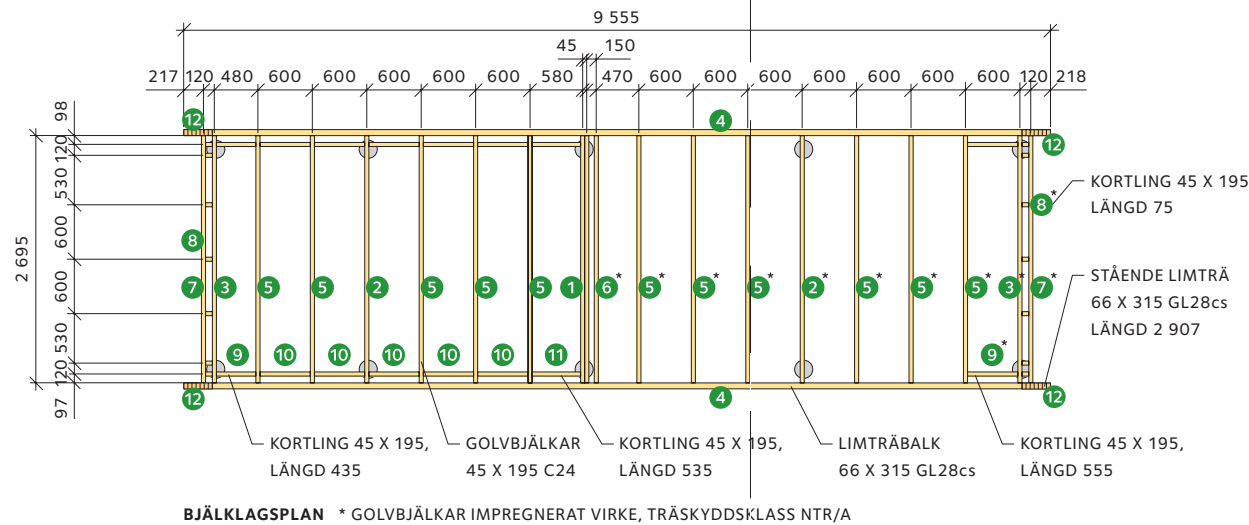 9 555
45 150
217 120 480 600 600 600 600 600 580 470 600 600 600 600 600 600 600 120 218
98
120
530
600
600
530
120
97
2 695
12 4 12
8 8*
7 3 5 5 2 5 5 5 1 6* 5* 5* 5* 2* 5* 5* 5* 3* 7*
9 10 10 10 10 10 11 9*
12 4 12
KORTLING 45 X 195
LÄNGD 75
STÅENDE LIMTRÄ
66 X 315 GL28cs
LÄNGD 2 907
KORTLING 45 X 195,
LÄNGD 435
GOLVBJÄLKAR
45 X 195 C24
KORTLING 45 X 195,
LÄNGD 535
LIMTRÄBALK
66 X 315 GL28cs
KORTLING 45 X 195,
LÄNGD 555
BJÄLKLAGSPLAN * GOLVBJÄLKAR IMPREGNERAT VIRKE, TRÄSKYDDSKLASS NTR/A